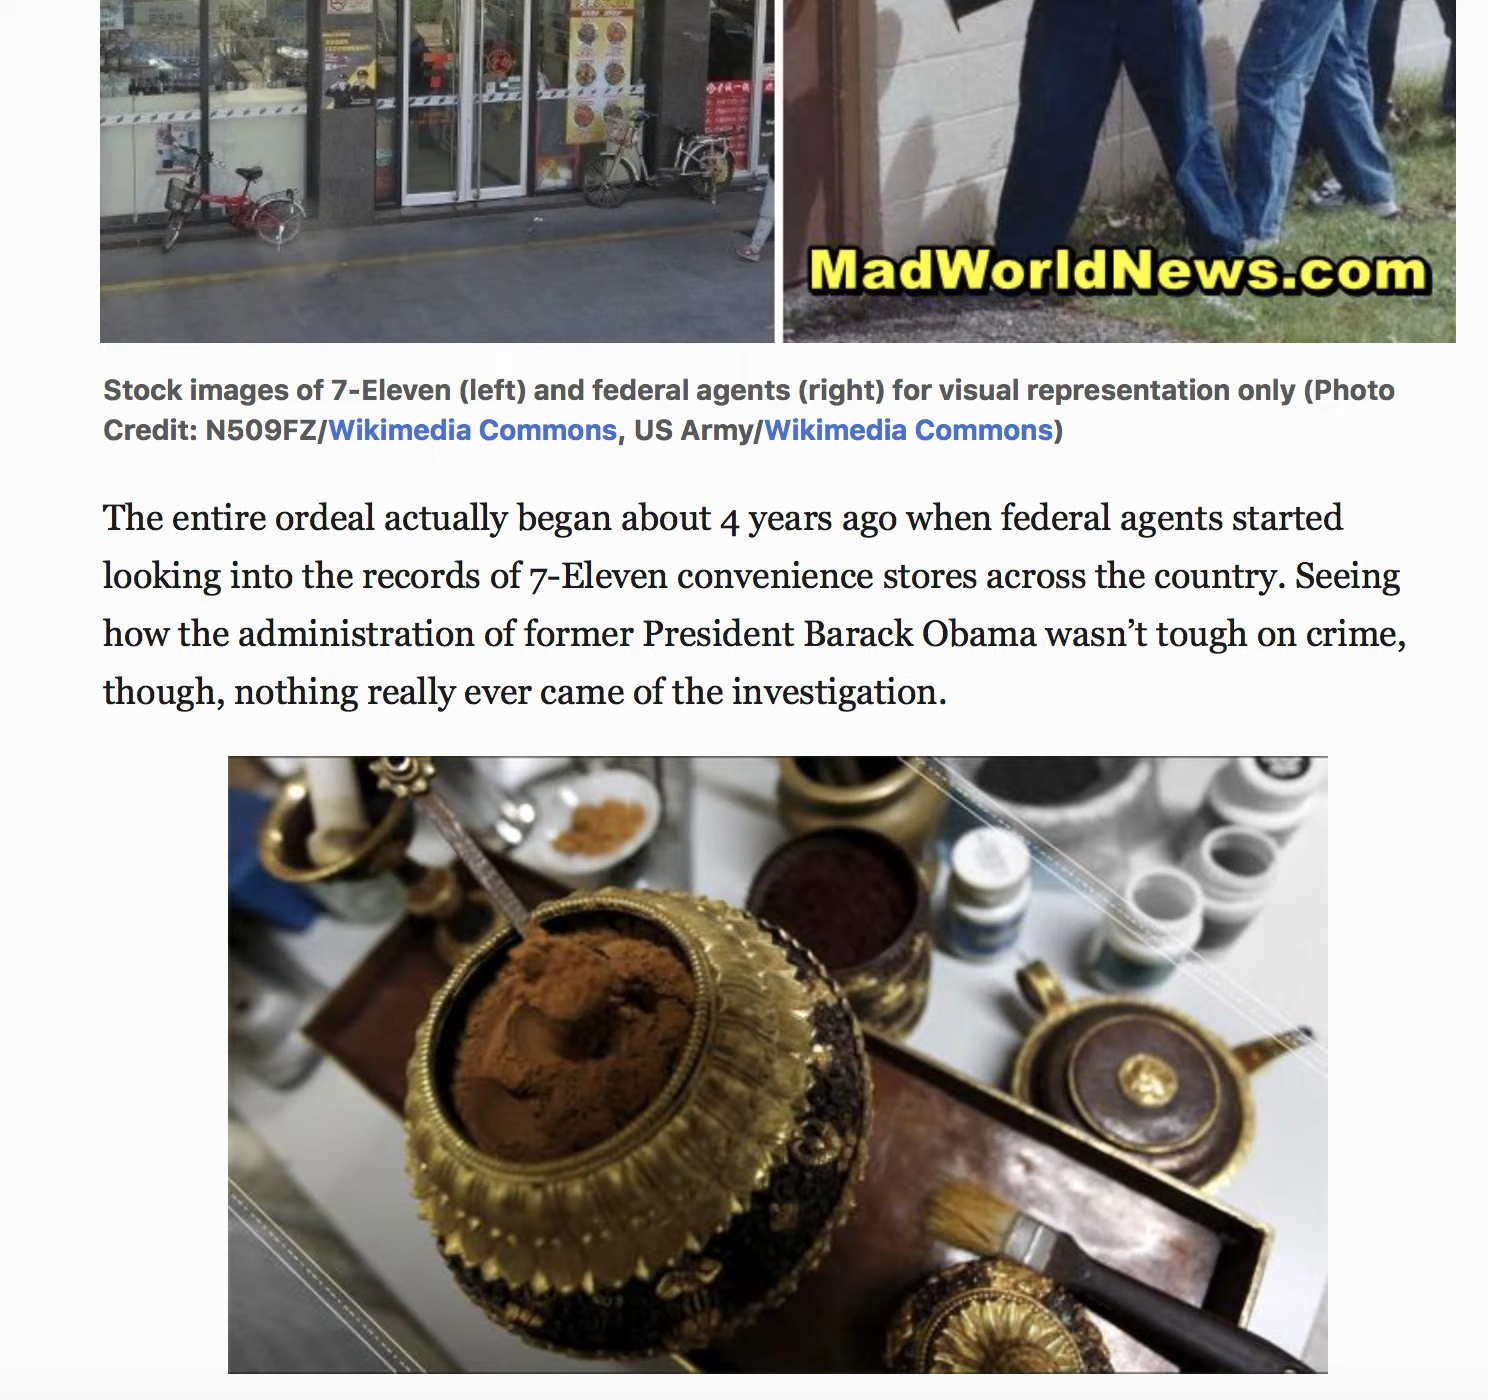 MadWorldNews.com
Stock images of 7-Eleven (left) and federal agents (right) for visual representation only (Photo
Credit: N509FZ/Wikimedia Commons, US Army/Wikimedia Commons)
The entire ordeal actually began about 4 years ago when federal agents started
looking into the records of 7-Eleven convenience stores across the country. Seeing
how the administration of former President Barack Obama wasn’t tough on crime,
though, nothing really ever came of the investigation.